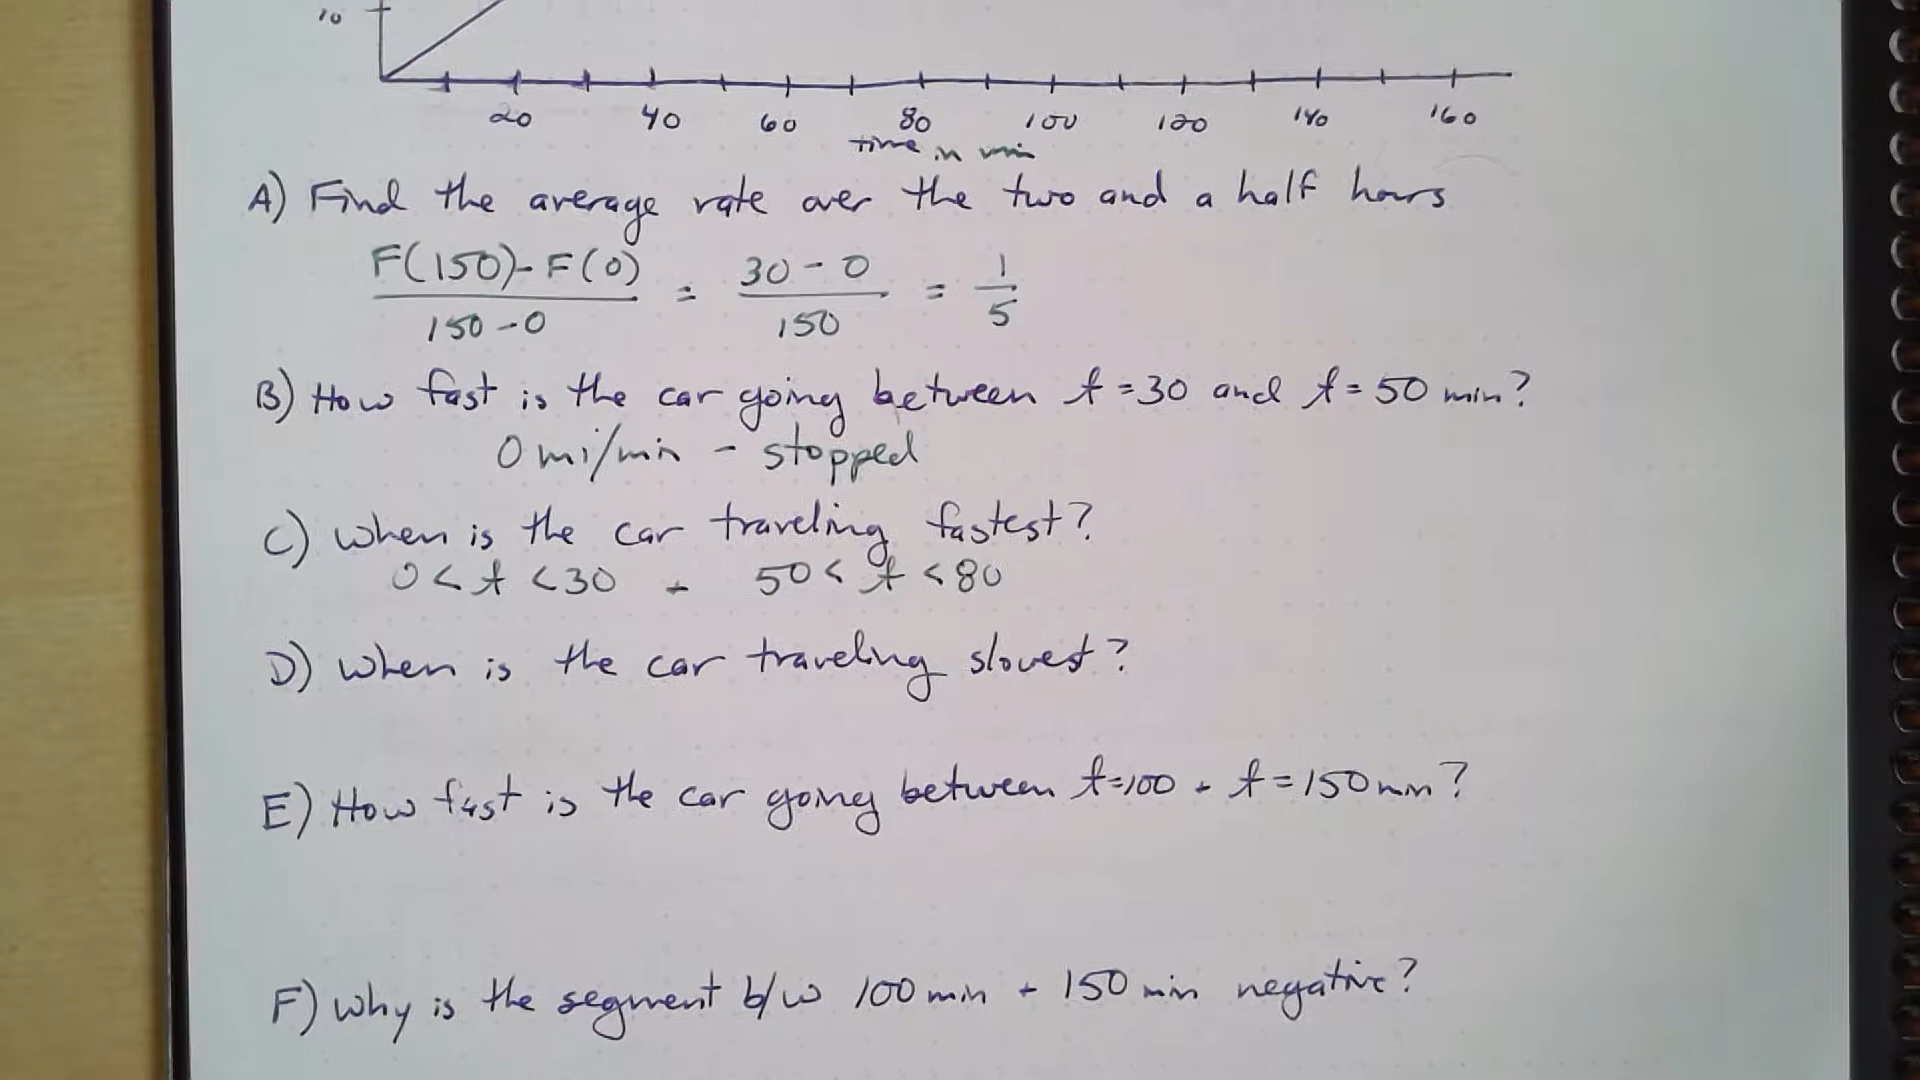 10
20 40 60 80 100 120 140 160
time in min
A) Find the average rate over the two and a half hours
F(150)-F(0) / 150-0 = 30-0 / 150 = 1/5
B) How fast is the car going between t=30 and t=50 min?
0 mi/min - stopped
C) When is the car traveling fastest?
0<t<30 + 50<t<80
D) When is the car traveling slowest?
E) How fast is the car going between t=100 + t=150 min?
F) Why is the segment b/w 100 min + 150 min negative?